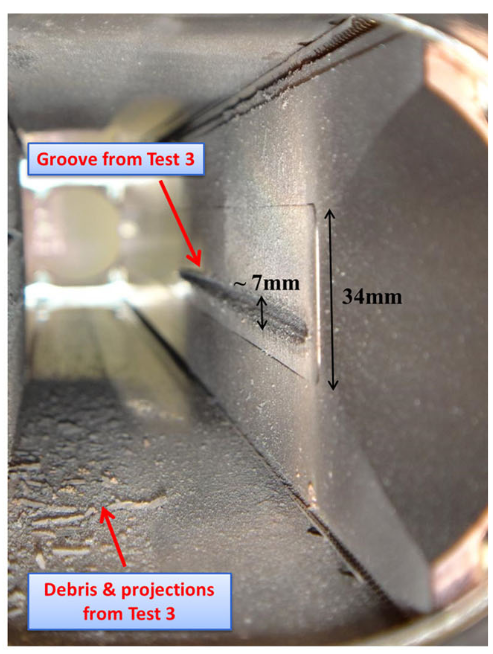 Groove from Test 3
~ 7mm
34mm
Debris & projections
from Test 3